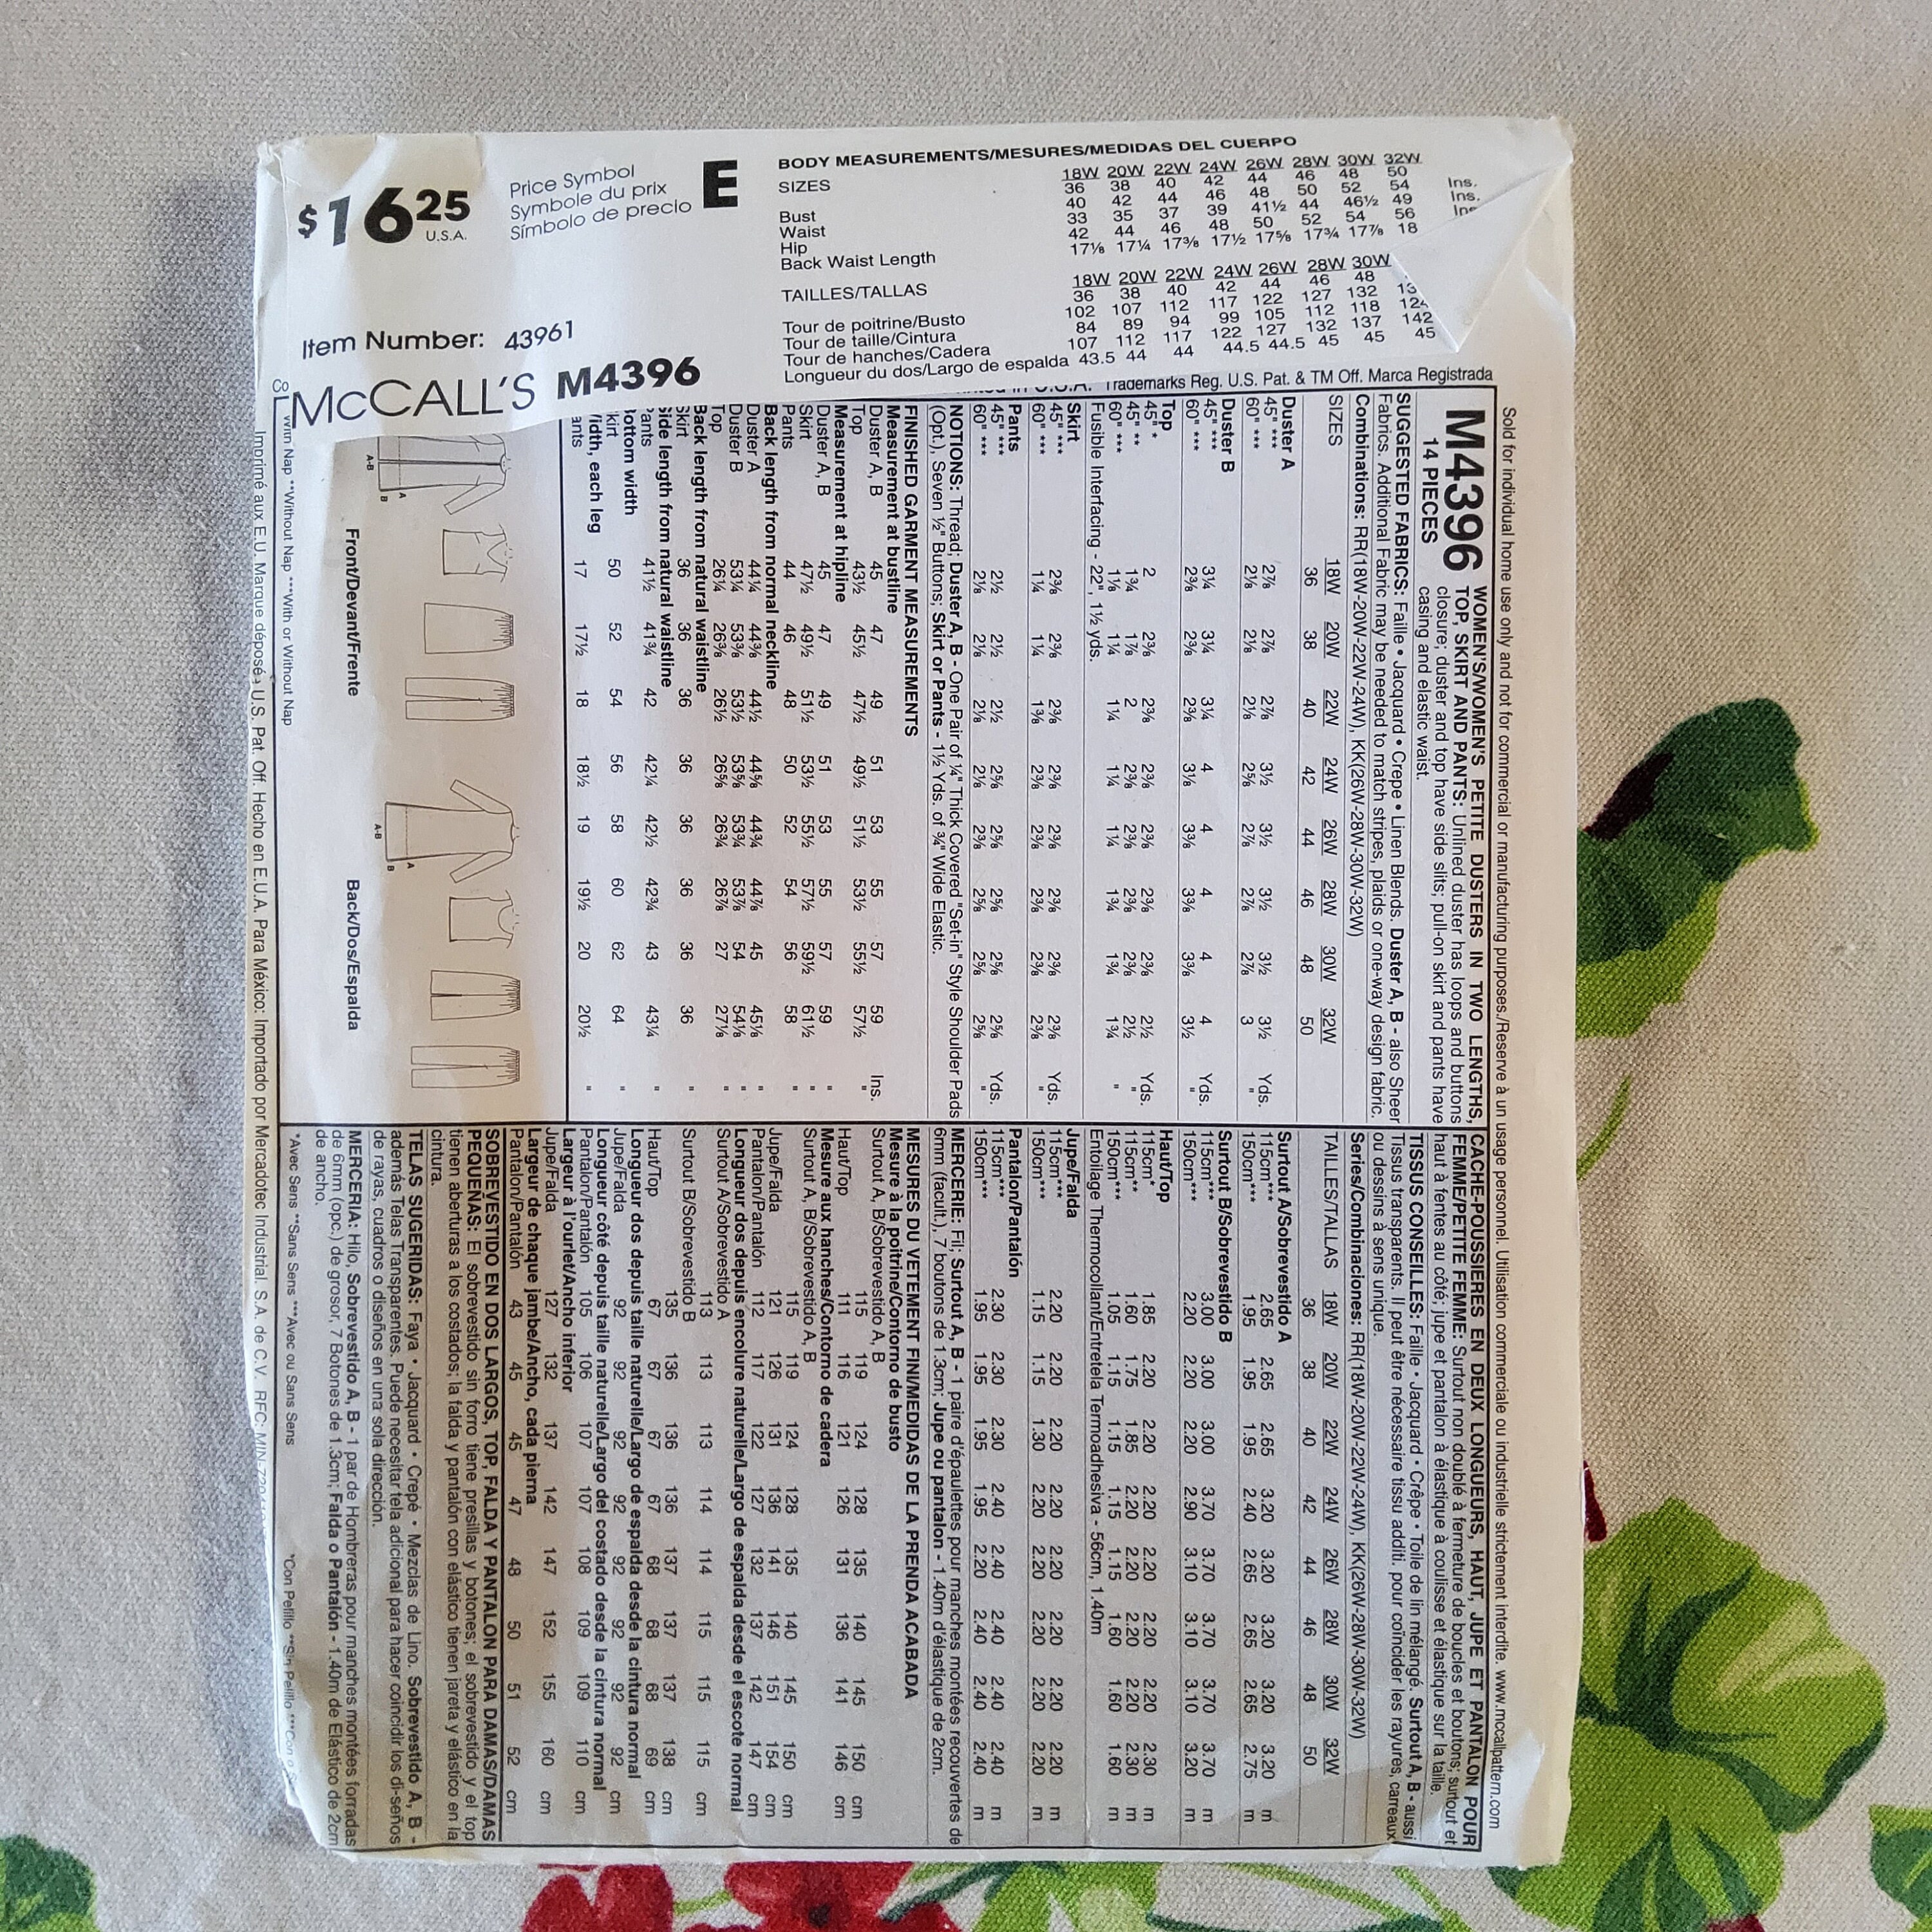 $16 25
U.S.A.
Price Symbol
Symbole du prix
Símbolo de precio
E
Item Number: 43961
McCALL'S M4396
BODY MEASUREMENTS/MESURES/MEDIDAS DEL CUERPO
SIZES 18W 20W 22W 24W 26W 28W 30W 32W
36 38 40 42 44 46 48 50
Bust 40 42 44 46 48 50 52 54 Ins.
Waist 33 35 37 39 41½ 44 46½ 49 Ins.
Hip 42 44 46 48 50 52 54 56
Back Waist Length 17⅛ 17¼ 17⅜ 17½ 17⅝ 17¾ 17⅞ 18
TAILLES/TALLAS 18W 20W 22W 24W 26W 28W 30W
36 38 40 42 44 46 48
Tour de poitrine/Busto 102 107 112 117 122 127 132
Tour de taille/Cintura 84 89 94 99 105 112 118
Tour de hanches/Cadera 107 112 117 122 127 132 137 142
Longueur du dos/Largo de espalda 43.5 44 44 44.5 44.5 45 45 45
Trademarks Reg. U.S. Pat. & TM Off. Marca Registrada
Sold for individual home use only and not for commercial or manufacturing purposes./Reservé à un usage personnel. Utilisation commerciale ou industrielle strictement interdite. www.mccallpattern.com
M4396
14 PIECES
WOMEN'S/WOMEN'S PETITE DUSTERS IN TWO LENGTHS,
TOP, SKIRT AND PANTS: Unlined duster has loops and buttons
closure; duster and top have side slits; pull-on skirt and pants have
casing and elastic waist.
SUGGESTED FABRICS: Faille • Jacquard • Crepe • Linen Blends. Duster A, B - also Sheer
Fabrics. Additional Fabric may be needed to match stripes, plaids or one-way design fabric.
Combinations: RR(18W-20W-22W-24W), KK(26W-28W-30W-32W)
SIZES 18W 20W 22W 24W 26W 28W 30W 32W
36 38 40 42 44 46 48 50
Duster A
45" *** 2⅞ 2⅞ 2⅞ 3½ 3½ 3½ 3½ 3½ Yds.
60" *** 2⅛ 2⅛ 2⅛ 2⅝ 2⅞ 2⅞ 2⅞ 3 "
Duster B
45" *** 3¼ 3¼ 3¼ 4 4 4 4 4 Yds.
60" *** 2⅜ 2⅜ 2⅜ 3⅛ 3⅜ 3⅜ 3⅜ 3½ "
Top
45" * 2 2⅜ 2⅜ 2⅜ 2⅜ 2⅜ 2⅜ 2½ Yds.
45" ** 1¾ 1⅞ 2 2⅜ 2⅜ 2⅜ 2⅜ 2½ "
60" *** 1⅛ 1¼ 1¼ 1¼ 1¼ 1¾ 1¾ 1¾ "
Fusible Interfacing - 22", 1½ yds.
Skirt
45" *** 2⅜ 2⅜ 2⅜ 2⅜ 2⅜ 2⅜ 2⅜ 2⅜ Yds.
60" *** 1¼ 1¼ 1⅜ 2⅜ 2⅜ 2⅜ 2⅜ 2⅜ "
Pants
45" *** 2½ 2½ 2½ 2⅝ 2⅝ 2⅝ 2⅝ 2⅝ Yds.
60" *** 2⅛ 2⅛ 2⅛ 2⅛ 2⅜ 2⅝ 2⅝ 2⅝ "
NOTIONS: Thread; Duster A, B - One Pair of ¼" Thick Covered "Set-in" Style Shoulder Pads
(Opt.), Seven ½" Buttons; Skirt or Pants - 1½ Yds. of ¾" Wide Elastic.
FINISHED GARMENT MEASUREMENTS
Measurement at bustline
Duster A, B 45 47 49 51 53 55 57 59 Ins.
Top 43½ 45½ 47½ 49½ 51½ 53½ 55½ 57½ "
Measurement at hipline
Duster A, B 45 47 49 51 53 55 57 59 "
Skirt 47½ 49½ 51½ 53½ 55½ 57½ 59½ 61½ "
Pants 44 46 48 50 52 54 56 58 "
Back length from normal neckline
Duster A 44¼ 44⅜ 44½ 44⅝ 44¾ 44⅞ 45 45⅛ "
Duster B 53¼ 53⅜ 53½ 53⅝ 53¾ 53⅞ 54 54⅛ "
Top 26¼ 26⅜ 26½ 26⅝ 26¾ 26⅞ 27 27⅛ "
Back length from natural waistline
Skirt 36 36 36 36 36 36 36 36 "
Side length from natural waistline
Pants 41½ 41¾ 42 42¼ 42½ 42¾ 43 43¼ "
Bottom width
Skirt 50 52 54 56 58 60 62 64 "
Width, each leg
Pants 17 17½ 18 18½ 19 19½ 20 20½ "
A-B A B
A-B A B
Front/Devant/Frente Back/Dos/Espalda
With Nap **Without Nap ***With or Without Nap
CACHE-POUSSIERES EN DEUX LONGUEURS, HAUT, JUPE ET PANTALON POUR
FEMME/PETITE FEMME: Surtout non doublé à fermeture de boucles et boutons; surtout et
haut à fentes au côté; jupe et pantalon à élastique à coulisse et élastique sur la taille.
TISSUS CONSEILLES: Faille • Jacquard • Crêpe • Toile de lin mélangé. Surtout A, B - aussi
Tissus transparents. Il peut être nécessaire tissu additi. pour coïncider les rayures, carreaux
ou dessins à sens unique.
Series/Combinaciones: RR(18W-20W-22W-24W), KK(26W-28W-30W-32W)
TAILLES/TALLAS 18W 20W 22W 24W 26W 28W 30W 32W
36 38 40 42 44 46 48 50
Surtout A/Sobrevestido A
115cm*** 2.65 2.65 2.65 3.20 3.20 3.20 3.20 3.20 m
150cm*** 1.95 1.95 1.95 2.40 2.65 2.65 2.65 2.75 m
Surtout B/Sobrevestido B
115cm*** 3.00 3.00 3.00 3.70 3.70 3.70 3.70 3.70 m
150cm*** 2.20 2.20 2.20 2.90 3.10 3.10 3.10 3.20 m
Haut/Top
115cm* 1.85 2.20 2.20 2.20 2.20 2.20 2.20 2.30 m
115cm** 1.60 1.75 1.85 2.20 2.20 2.20 2.20 2.30 m
150cm*** 1.05 1.15 1.15 1.15 1.15 1.60 1.60 1.60 m
Entoilage Thermocollant/Entretela Termoadhesiva - 56cm, 1.40m
Jupe/Falda
115cm*** 2.20 2.20 2.20 2.20 2.20 2.20 2.20 2.20 m
150cm*** 1.15 1.15 1.30 2.20 2.20 2.20 2.20 2.20 m
Pantalon/Pantalón
115cm*** 2.30 2.30 2.30 2.40 2.40 2.40 2.40 2.40 m
150cm*** 1.95 1.95 1.95 1.95 2.20 2.40 2.40 2.40 m
MERCERIE: Fil; Surtout A, B - 1 paire d'épaulettes pour manches montées recouvertes de
6mm (facult.), 7 boutons de 1.3cm; Jupe ou pantalon - 1.40m d'élastique de 2cm.
MESURES DU VETEMENT FINI/MEDIDAS DE LA PRENDA ACABADA
Mesure à la poitrine/Contorno de busto
Surtout A, B/Sobrevestido A, B
115 119 124 128 135 140 145 150 cm
Haut/Top 111 116 121 126 131 136 141 146 cm
Mesure aux hanches/Contorno de cadera
Surtout A, B/Sobrevestido A, B
115 119 124 128 135 140 145 150 cm
Jupe/Falda 121 126 131 136 141 146 151 154 cm
Pantalon/Pantalón 112 117 122 127 132 137 142 147 cm
Longueur dos depuis encolure naturelle/Largo de espalda desde el escote normal
Surtout A/Sobrevestido A
113 113 113 114 114 115 115 115 cm
Surtout B/Sobrevestido B
135 136 136 136 137 137 137 138 cm
Haut/Top 67 67 67 67 68 68 68 69 cm
Longueur dos depuis taille naturelle/Largo de espalda desde la cintura normal
Jupe/Falda 92 92 92 92 92 92 92 92 cm
Longueur côté depuis taille naturelle/Largo del costado desde la cintura normal
Pantalon/Pantalón 105 106 107 107 108 109 109 110 cm
Largeur à l'ourlet/Ancho inferior
Jupe/Falda 127 132 137 142 147 152 155 160 cm
Largeur de chaque jambe/Ancho, cada pierna
Pantalon/Pantalón 43 45 45 47 48 50 51 52 cm
SOBREVESTIDO EN DOS LARGOS, TOP, FALDA Y PANTALON PARA DAMAS/DAMAS
PEQUEÑAS: El sobrevestido sin forro tiene presillas y botones; el sobrevestido y el top
tienen aberturas a los costados; la falda y pantalón con elástico tienen jareta y elástico en la
cintura.
TELAS SUGERIDAS: Faya • Jacquard • Crepé • Mezclas de Lino. Sobrevestido A, B -
además Telas Transparentes. Puede necesitar tela adicional para hacer coincidir los di-seños
de rayas, cuadros o diseños en una sola dirección.
MERCERIA: Hilo, Sobrevestido A, B - 1 par de Hombreras pour manches montées forradas
de 6mm (opc.) de grosor, 7 Botones de 1.3cm; Falda o Pantalón - 1.40m de Elástico de 2cm
de ancho.
*Avec Sens **Sans Sens ***Avec ou Sans Sens *Con Pelillo **Sin Pelillo
Imprimé aux E.U. Marque déposé, U.S. Pat. Off. Hecho en E.U.A. Para México: Importado por Mercadotec Industrial. S.A. de C.V. RFC: